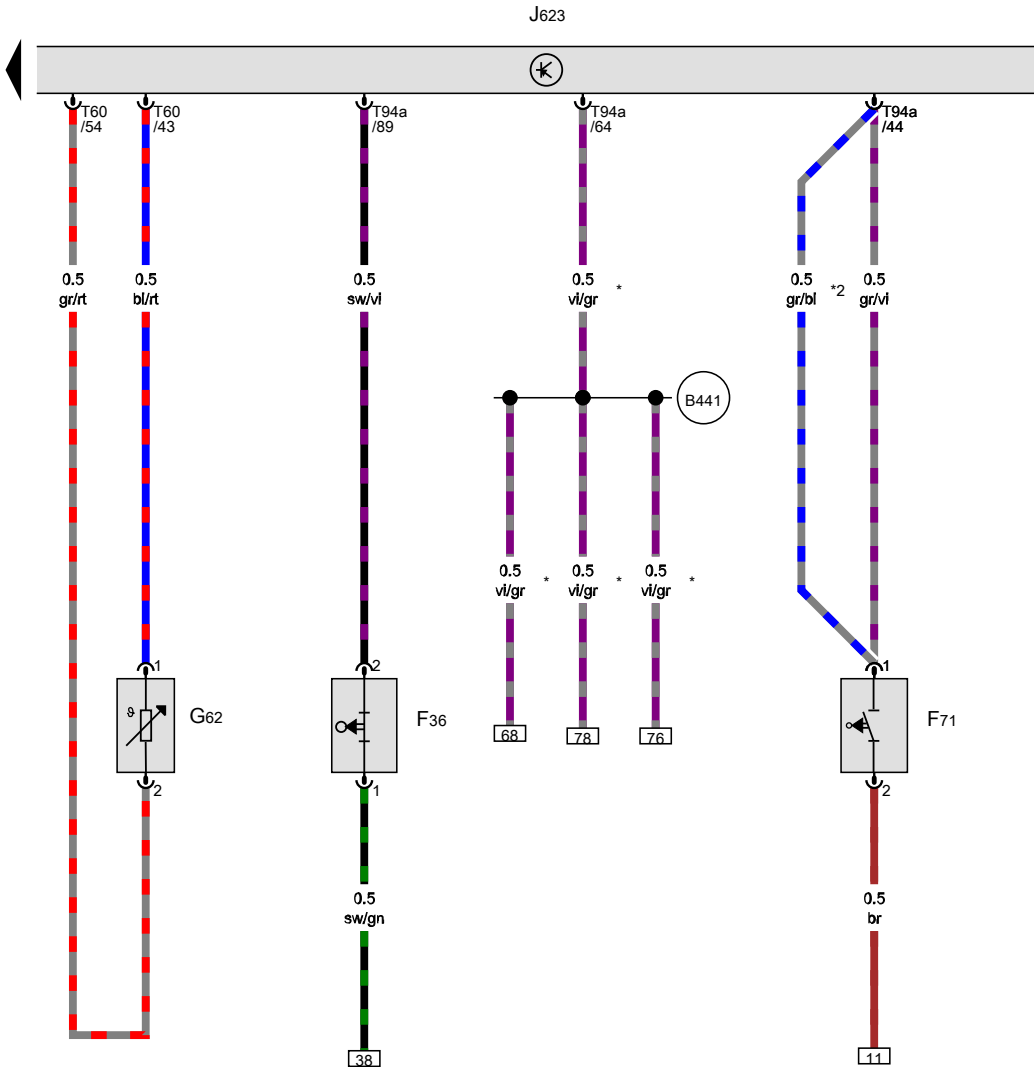 J623
T60
/54
T60
/43
T94a
/89
T94a
/64
T94a
/44
0.5
gr/rt
0.5
bl/rt
0.5
sw/vi
0.5
vi/gr *
0.5
gr/bl *2
0.5
gr/vi
B441
0.5
vi/gr *
0.5
vi/gr *
0.5
vi/gr *
1
2
1
ϑ
G62
F36
68
78
76
F71
2
1
2
0.5
sw/gn
0.5
br
38
11